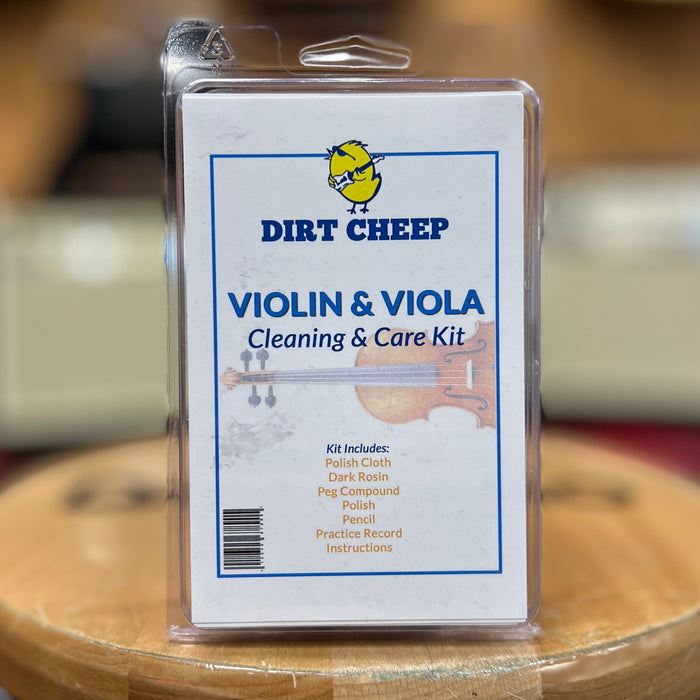 DIRT CHEEP
VIOLIN & VIOLA
Cleaning & Care Kit
Kit Includes:
Polish Cloth
Dark Rosin
Peg Compound
Polish
Pencil
Practice Record
Instructions